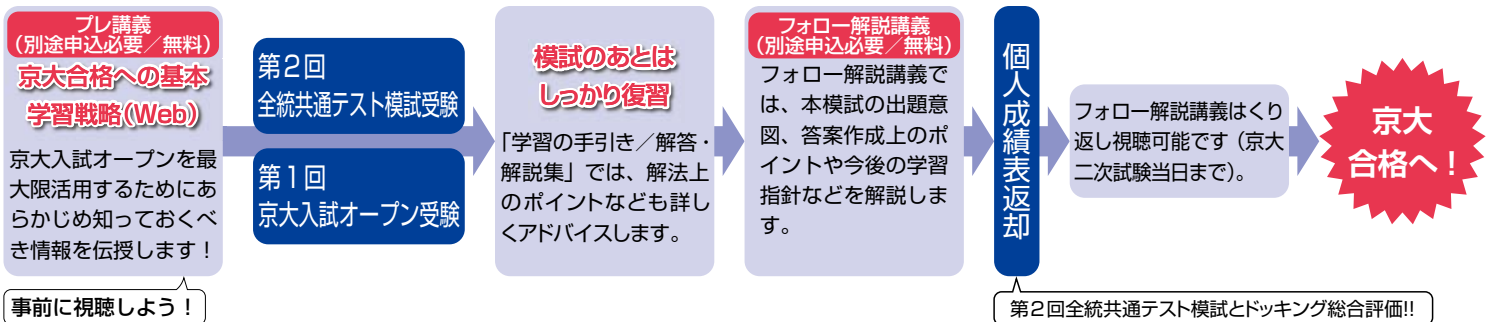 プレ講義
(別途申込必要／無料)
京大合格への基本
学習戦略(Web)
京大入試オープンを最
大限活用するためにあ
らかじめ知っておくべ
き情報を伝授します！
事前に視聴しよう！
第2回
全統共通テスト模試受験
第1回
京大入試オープン受験
模試のあとは
しっかり復習
「学習の手引き／解答・
解説集」では、解法上
のポイントなども詳し
くアドバイスします。
フォロー解説講義
(別途申込必要／無料)
フォロー解説講義で
は、本模試の出題意
図、答案作成上のポ
イントや今後の学習
指針などを解説しま
す。
個人成績表返却
第2回全統共通テスト模試とドッキング総合評価!!
フォロー解説講義はくり
返し視聴可能です（京大
二次試験当日まで）。
京大
合格へ！